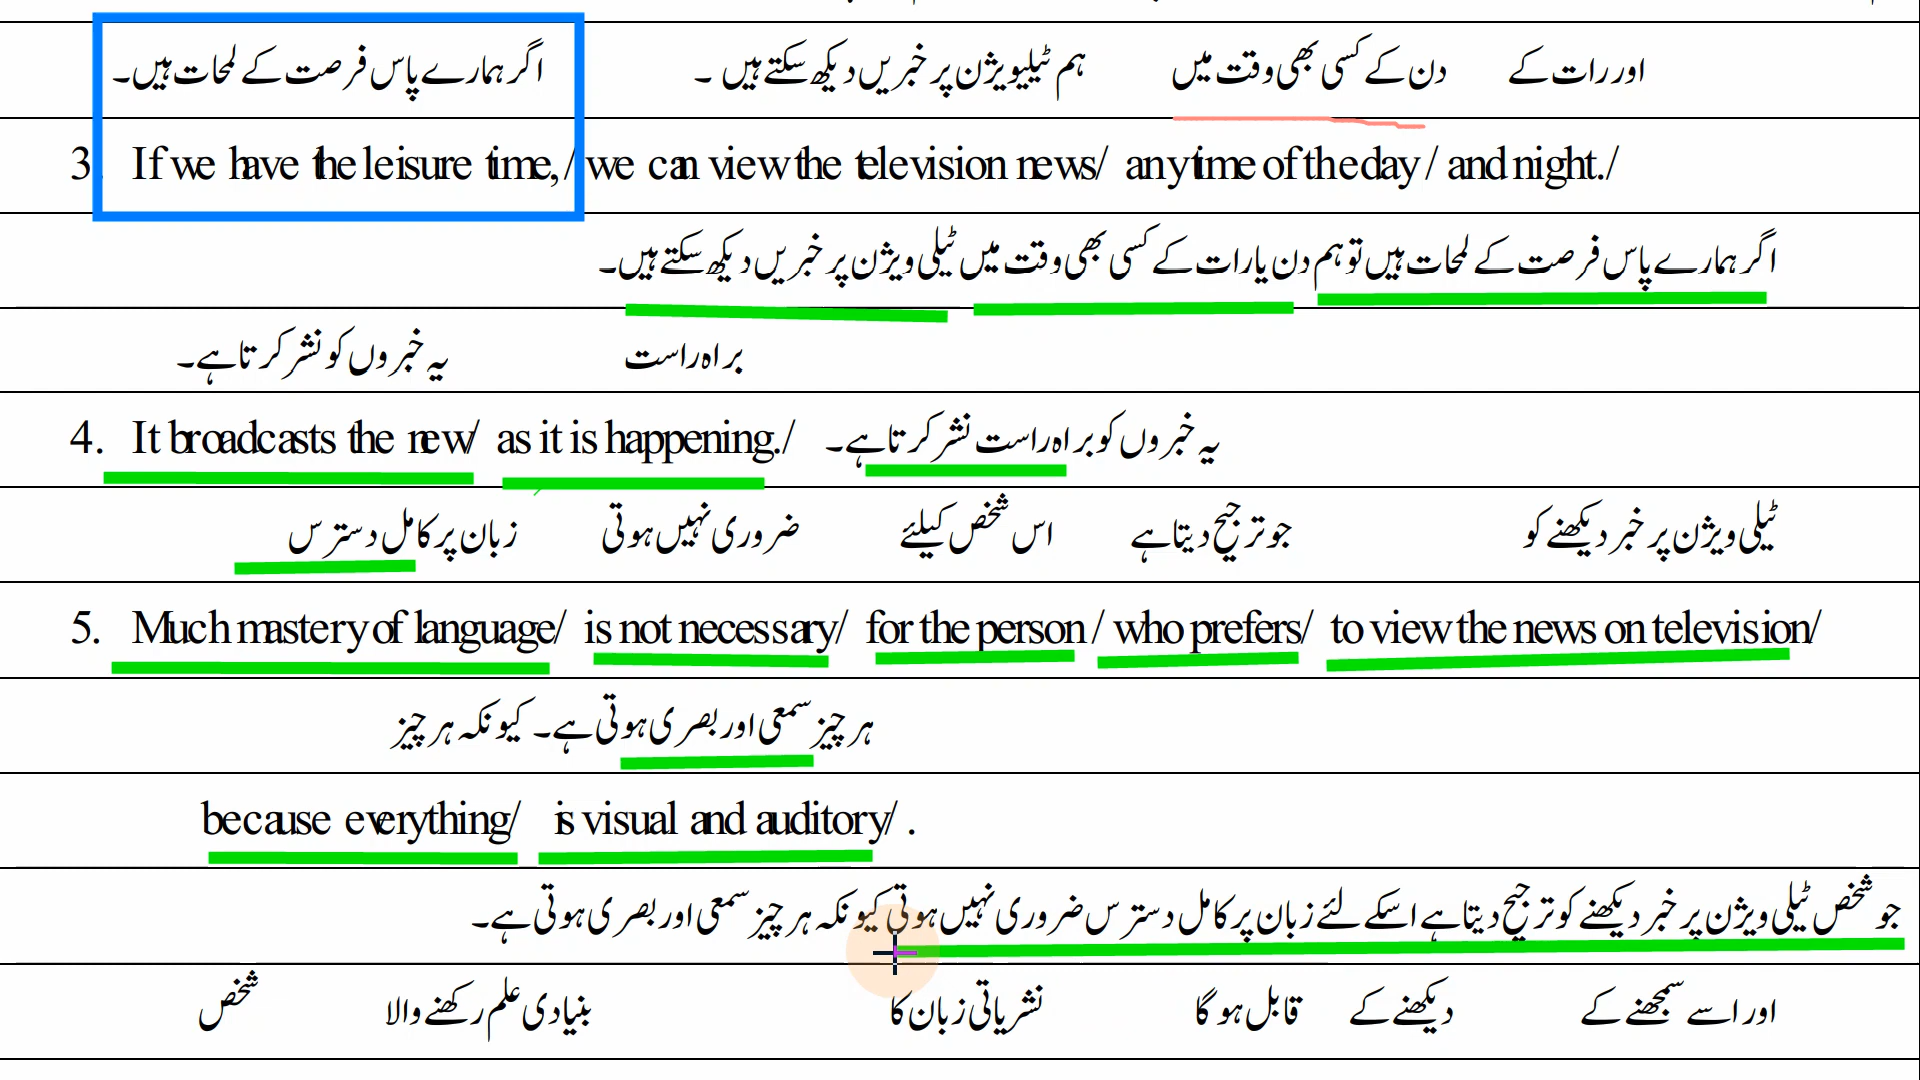 اگر ہمارے پاس فرصت کے لمحات ہیں۔ ہم ٹیلیویژن پر خبریں دیکھ سکتے ہیں ۔ دن کے کسی بھی وقت میں اور رات کے
3. If we have the leisure time, / we can view the television news/ any time of the day / and night./
اگر ہمارے پاس فرصت کے لمحات ہیں تو ہم دن یا رات کے کسی بھی وقت میں ٹیلی ویژن پر خبریں دیکھ سکتے ہیں۔
یہ خبروں کو نشر کرتا ہے۔ براہ راست
4. It broadcasts the new/ as it is happening./ یہ خبروں کو براہ راست نشر کرتا ہے۔
زبان پر کامل دسترس ضروری نہیں ہوتی اس شخص کیلئے جو ترجیح دیتا ہے ٹیلی ویژن پر خبر دیکھنے کو
5. Much mastery of language/ is not necessary/ for the person / who prefers/ to view the news on television/
ہر چیز سمعی اور بصری ہوتی ہے۔ کیونکہ ہر چیز
because everything/ is visual and auditory/ .
جو شخص ٹیلی ویژن پر خبر دیکھنے کو ترجیح دیتا ہے اسکے لئے زبان پر کامل دسترس ضروری نہیں ہوتی کیونکہ ہر چیز سمعی اور بصری ہوتی ہے۔
شخص بنیادی علم رکھنے والا نشریاتی زبان کا قابل ہو گا دیکھنے کے اور اسے سمجھنے کے